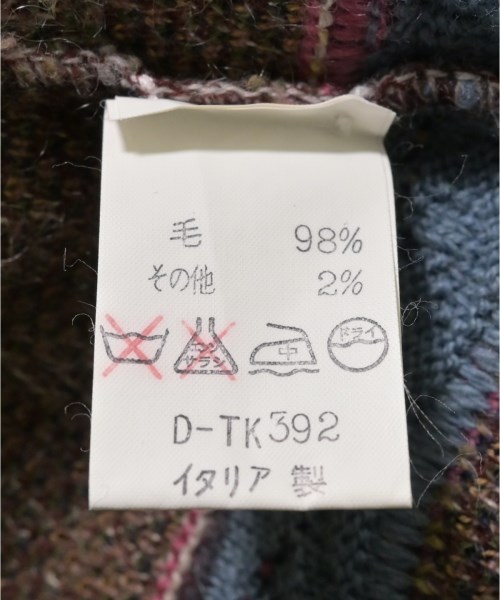 毛 98%
その他 2%
エンソサラシ 中 ドライ
D-TK392
イタリア 製